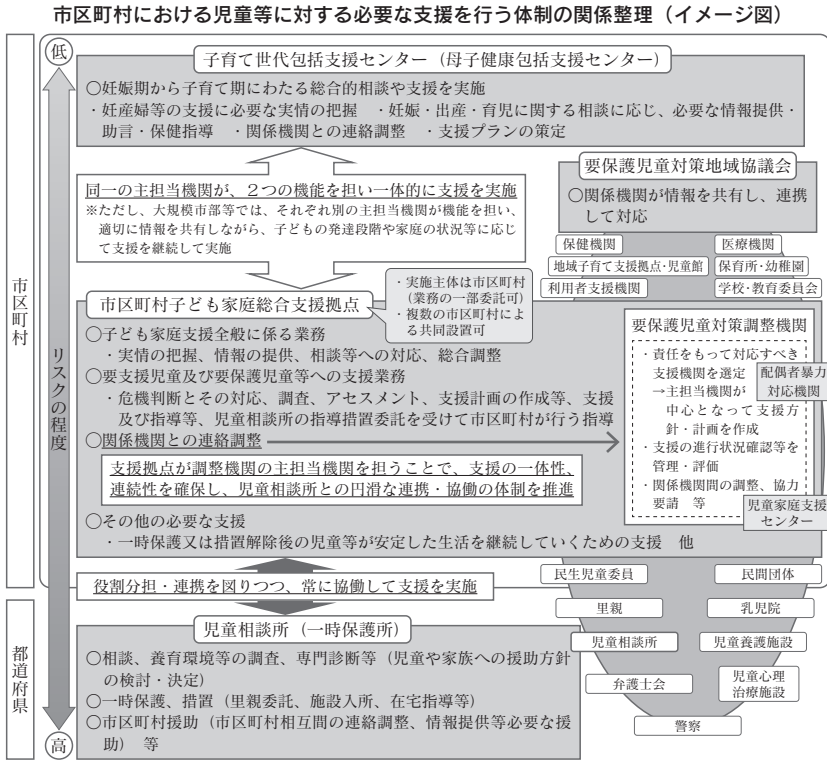 市区町村における児童等に対する必要な支援を行う体制の関係整理（イメージ図）
低
市区町村
リスクの程度
子育て世代包括支援センター（母子健康包括支援センター）
○妊娠期から子育て期にわたる総合的相談や支援を実施
・妊産婦等の支援に必要な実情の把握　・妊娠・出産・育児に関する相談に応じ、必要な情報提供・
助言・保健指導　・関係機関との連絡調整　・支援プランの策定
同一の主担当機関が、２つの機能を担い一体的に支援を実施
※ただし、大規模市部等では、それぞれ別の主担当機関が機能を担い、
適切に情報を共有しながら、子どもの発達段階や家庭の状況等に応じ
て支援を継続して実施
要保護児童対策地域協議会
○関係機関が情報を共有し、連携
して対応
保健機関
医療機関
地域子育て支援拠点・児童館
保育所・幼稚園
利用者支援機関
学校・教育委員会
市区町村子ども家庭総合支援拠点
・実施主体は市区町村
（業務の一部委託可）
・複数の市区町村によ
る共同設置可
○子ども家庭支援全般に係る業務
・実情の把握、情報の提供、相談等への対応、総合調整
○要支援児童及び要保護児童等への支援業務
・危機判断とその対応、調査、アセスメント、支援計画の作成等、支援
及び指導等、児童相談所の指導措置委託を受けて市区町村が行う指導
○関係機関との連絡調整
支援拠点が調整機関の主担当機関を担うことで、支援の一体性、
連続性を確保し、児童相談所との円滑な連携・協働の体制を推進
○その他の必要な支援
・一時保護又は措置解除後の児童等が安定した生活を継続していくための支援　他
要保護児童対策調整機関
・責任をもって対応すべき
支援機関を選定
→主担当機関が
中心となって支援方
針・計画を作成
・支援の進行状況確認等を
管理・評価
・関係機関間の調整、協力
要請　等
配偶者暴力
対応機関
児童家庭支援
センター
役割分担・連携を図りつつ、常に協働して支援を実施
民生児童委員
民間団体
里親
乳児院
児童相談所
児童養護施設
弁護士会
児童心理
治療施設
警察
都道府県
児童相談所（一時保護所）
○相談、養育環境等の調査、専門診断等（児童や家族への援助方針
の検討・決定）
○一時保護、措置（里親委託、施設入所、在宅指導等）
○市区町村援助（市区町村相互間の連絡調整、情報提供等必要な援
助）　等
高